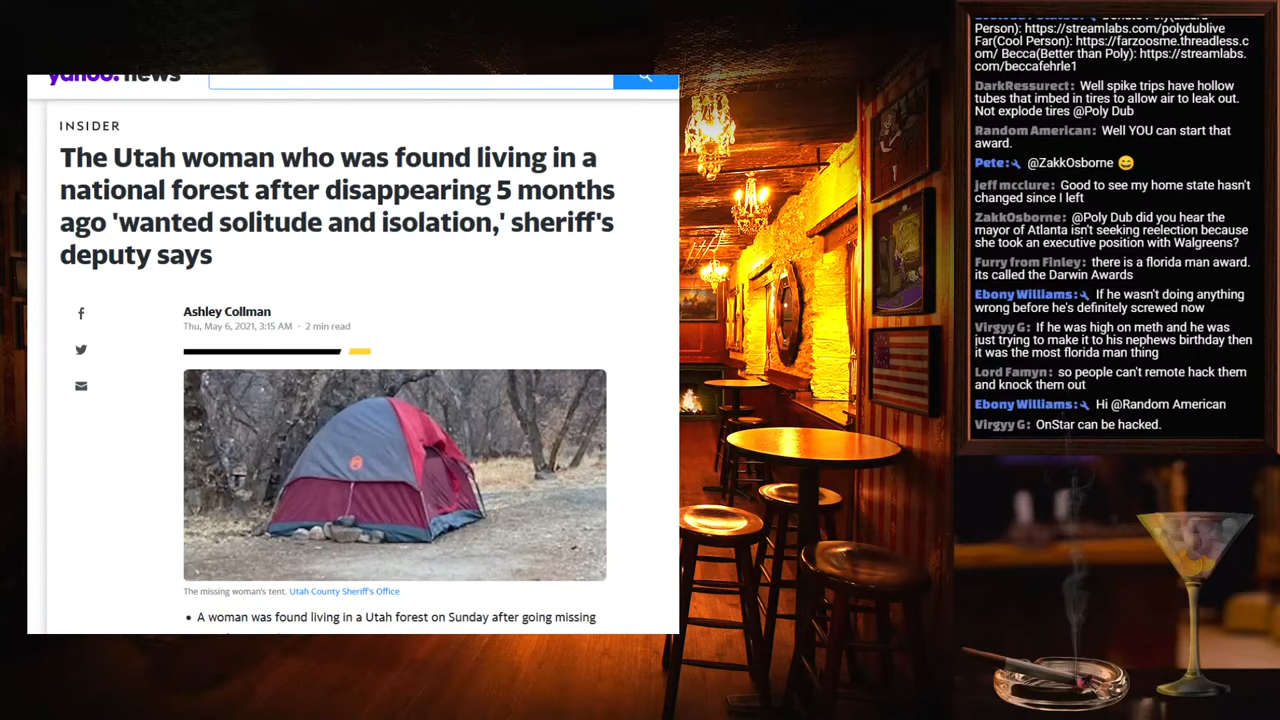 yahoo! news
INSIDER
The Utah woman who was found living in a
national forest after disappearing 5 months
ago 'wanted solitude and isolation,' sheriff's
deputy says
Ashley Collman
Thu, May 6, 2021, 3:15 AM · 2 min read
The missing woman's tent. Utah County Sheriff's Office
• A woman was found living in a Utah forest on Sunday after going missing
Person): https://streamlabs.com/polydublive
Far(Cool Person): https://farzoosme.threadless.c
om/ Becca(Better than Poly): https://streamlabs.
com/beccafehrle1
DarkRessurect: Well spike trips have hollow
tubes that imbed in tires to allow air to leak out.
Not explode tires @Poly Dub
Random American: Well YOU can start that
award.
Pete: @ZakkOsborne 😄
jeff mcclure: Good to see my home state hasn't
changed since I left
ZakkOsborne: @Poly Dub did you hear the
mayor of Atlanta isn't seeking reelection because
she took an executive position with Walgreens?
Furry from Finley: there is a florida man award.
its called the Darwin Awards
Ebony Williams: If he wasn't doing anything
wrong before he's definitely screwed now
Virgyy G: If he was high on meth and he was
just trying to make it to his nephews birthday then
it was the most florida man thing
Lord Famyn: so people can't remote hack them
and knock them out
Ebony Williams: Hi @Random American
Virgyy G: OnStar can be hacked.